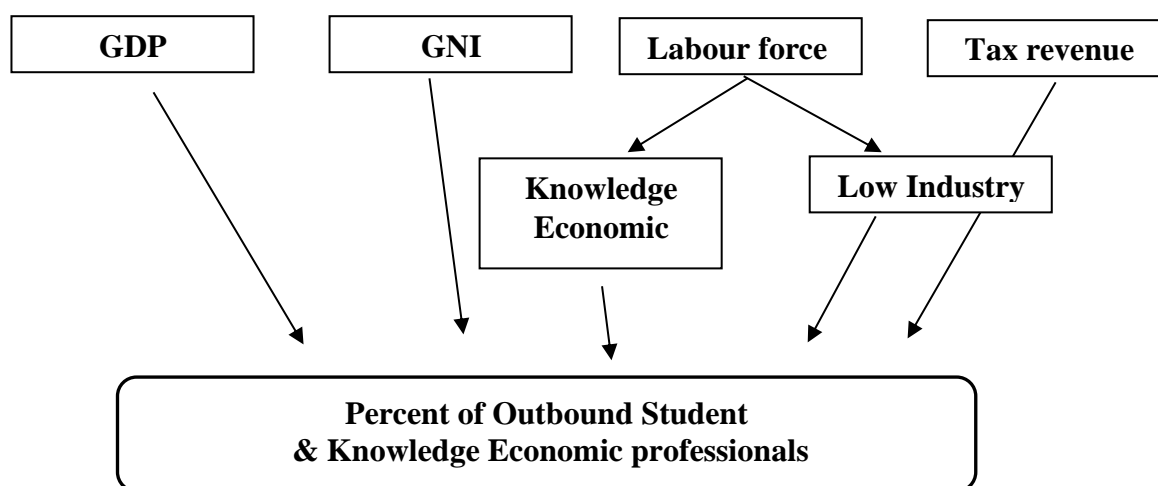 GDP
GNI
Labour force
Tax revenue
Knowledge
Economic
Low Industry
Percent of Outbound Student
& Knowledge Economic professionals